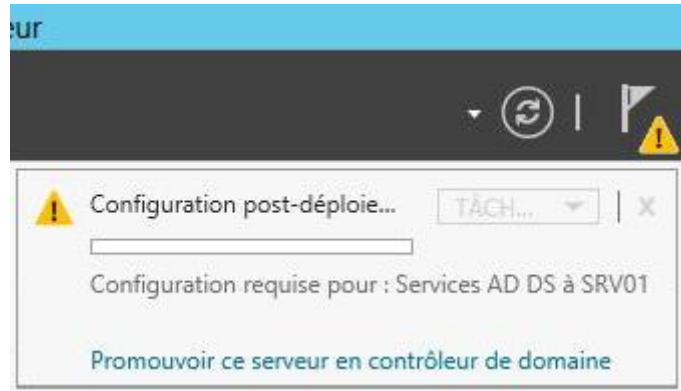 eur
Configuration post-déploie... TÂCH... X
Configuration requise pour : Services AD DS à SRV01
Promouvoir ce serveur en contrôleur de domaine